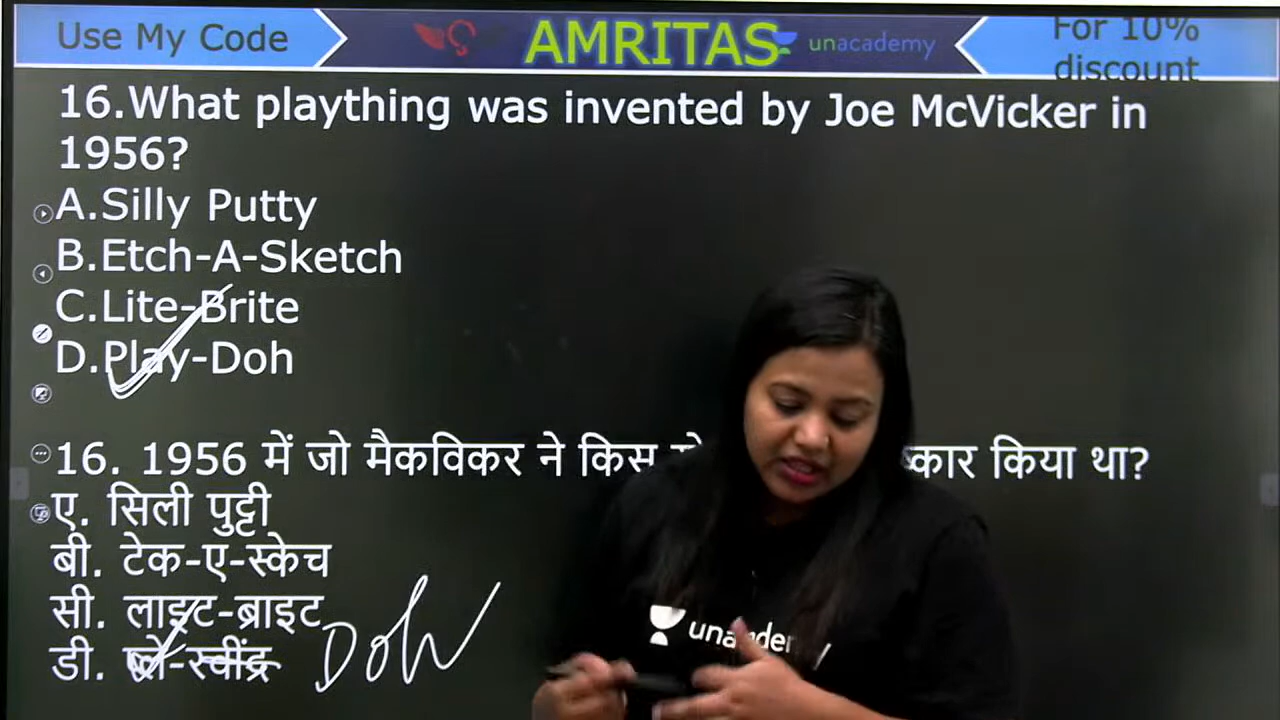 Use My Code
AMRITAS
unacademy
For 10%
discount
16.What plaything was invented by Joe McVicker in
1956?
A.Silly Putty
B.Etch-A-Sketch
C.Lite-Brite
D.Play-Doh
16. 1956 में जो मैकविकर ने किस ष्कार किया था?
ए. सिली पुट्टी
बी. टेक-ए-स्केच
सी. लाइट-ब्राइट
डी. प्ले-रवींद्र
Doh
unacademy